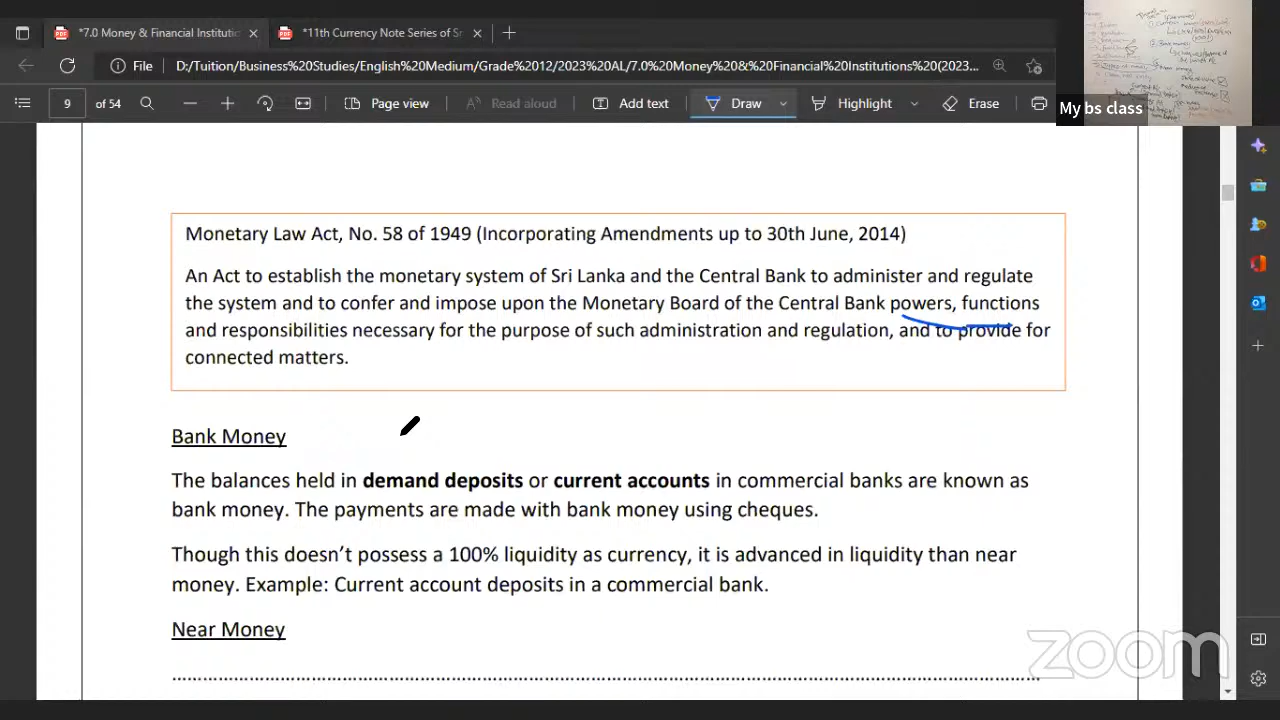 *7.0 Money & Financial Institutio
*11th Currency Note Series of Sr
File
D:/Tuition/Business%20Studies/English%20Medium/Grade%2012/2023%20AL/7.0%20Money%20&%20Financial%20Institutions%20(2023...
9 of 54
Page view
Read aloud
Add text
Draw
Highlight
Erase
My bs class
Monetary Law Act, No. 58 of 1949 (Incorporating Amendments up to 30th June, 2014)
An Act to establish the monetary system of Sri Lanka and the Central Bank to administer and regulate
the system and to confer and impose upon the Monetary Board of the Central Bank powers, functions
and responsibilities necessary for the purpose of such administration and regulation, and to provide for
connected matters.
Bank Money
The balances held in demand deposits or current accounts in commercial banks are known as
bank money. The payments are made with bank money using cheques.
Though this doesn't possess a 100% liquidity as currency, it is advanced in liquidity than near
money. Example: Current account deposits in a commercial bank.
Near Money
zoom